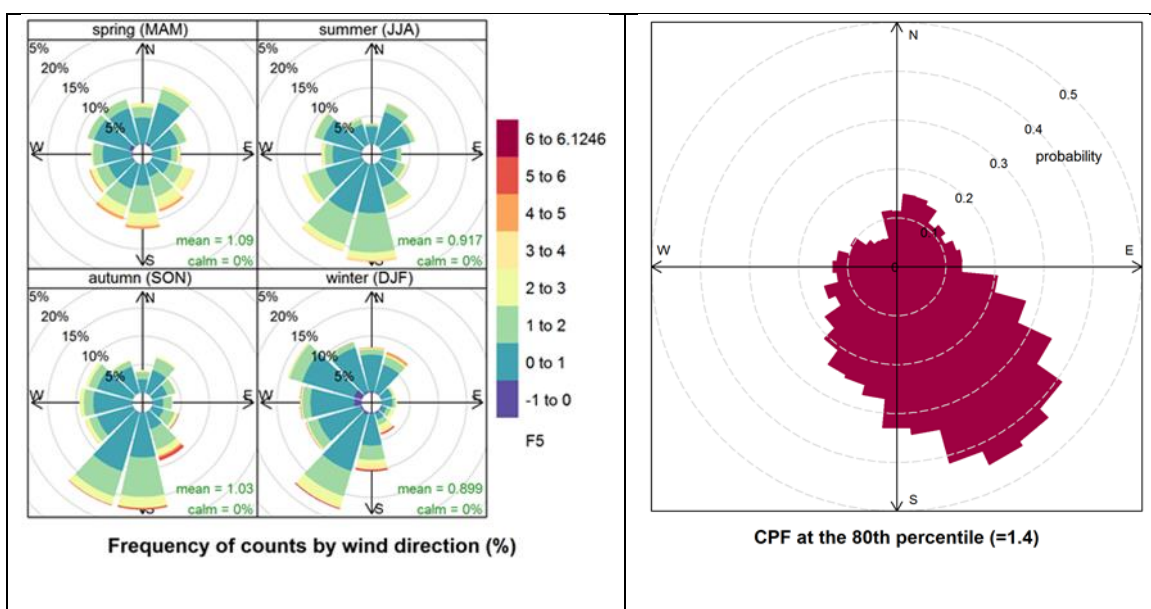 spring (MAM)
summer (JJA)
5%
N
20%
15%
10%
5%
W
E
mean = 1.09
calm = 0%
5%
N
20%
15%
10%
5%
W
E
mean = 0.917
S
calm = 0%
autumn (SON)
winter (DJF)
5%
N
20%
15%
10%
5%
W
E
mean = 1.03
S
calm = 0%
5%
N
20%
15%
10%
5%
W
E
mean = 0.899
S
calm = 0%
6 to 6.1246
5 to 6
4 to 5
3 to 4
2 to 3
1 to 2
0 to 1
-1 to 0
F5
Frequency of counts by wind direction (%)
N
0.5
0.4
probability
0.3
0.2
W
E
0
S
CPF at the 80th percentile (=1.4)